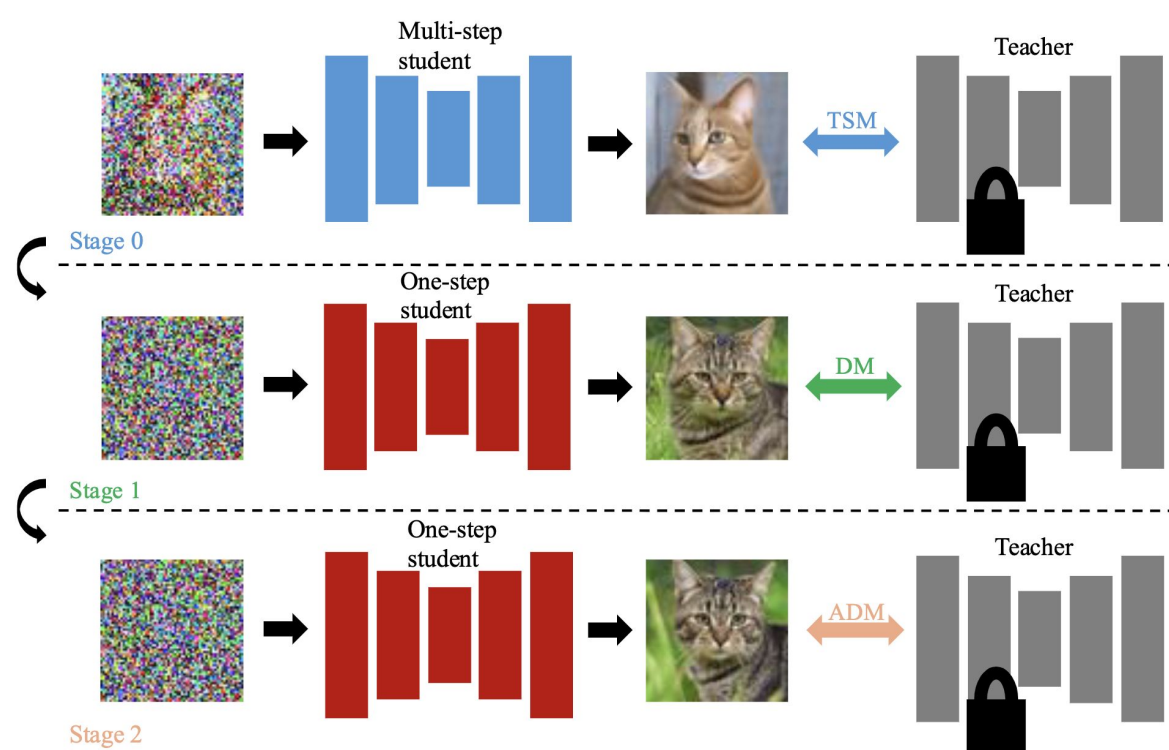 Multi-step
student
Teacher
TSM
Stage 0
One-step
student
Teacher
DM
Stage 1
One-step
student
Teacher
ADM
Stage 2